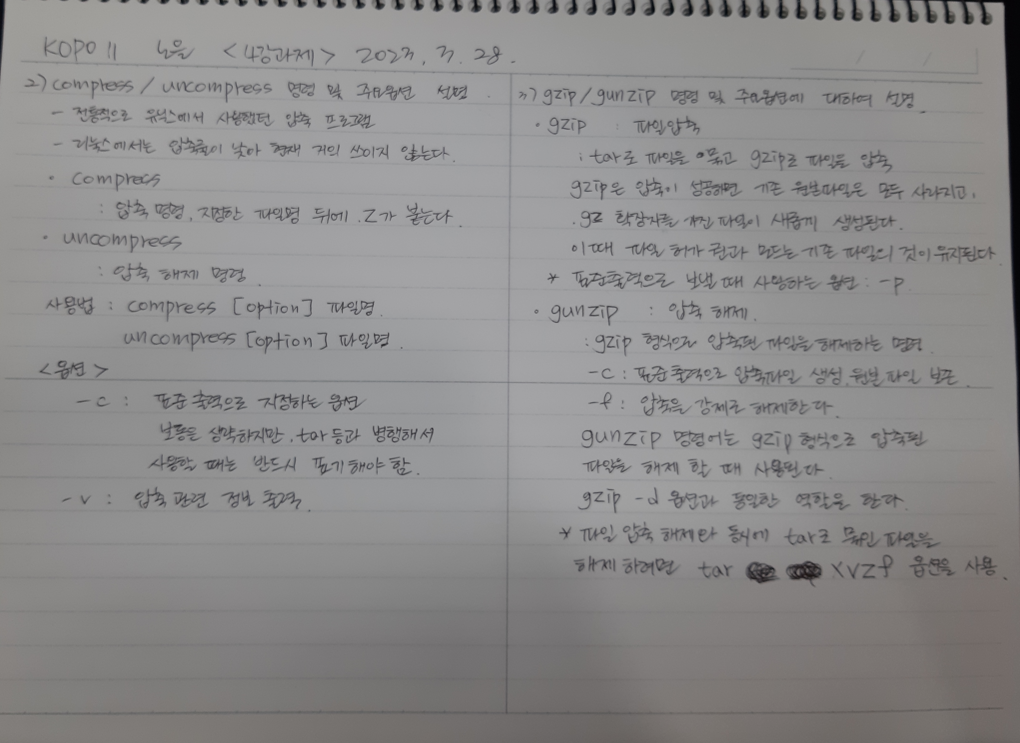 KOPO 11 노을 <4강과제> 2023. 3. 28.
2) compress / uncompress 명령 및 주요옵션 설명
- 전통적으로 유닉스에서 사용했던 압축 프로그램
- 리눅스에서는 압축률이 낮아 현재 거의 쓰이지 않는다.
• compress
: 압축 명령, 지정한 파일명 뒤에 .Z가 붙는다
• uncompress
: 압축 해제 명령
사용법 : compress [option] 파일명
uncompress [option] 파일명
<옵션>
-c : 표준 출력으로 지정하는 옵션
보통은 생략하지만, tar 등과 병행해서
사용할 때는 반드시 표기해야 함.
-v : 압축 관련 정보 출력
3) gzip / gunzip 명령 및 주요옵션에 대하여 설명
• gzip : 파일압축
: tar로 파일을 묶고 gzip로 파일을 압축
gzip은 압축이 성공하면 기존 원본파일은 모두 사라지고,
.gz 확장자를 가진 파일이 새롭게 생성된다.
이때 파일 허가권과 모드는 기존 파일의 것이 유지된다
* 표준출력으로 보낼 때 사용하는 옵션 : -p
• gunzip : 압축 해제
: gzip 형식으로 압축된 파일을 해제하는 명령
-c : 표준출력으로 압축파일 생성, 원본 파일 보존
-f : 압축을 강제로 해제한다.
gunzip 명령어는 gzip 형식으로 압축된
파일을 해제 할 때 사용된다
gzip -d 옵션과 동일한 역할을 한다
* 파일 압축 해제와 동시에 tar로 묶인 파일을
해제 하려면 tar xvzf 옵션을 사용